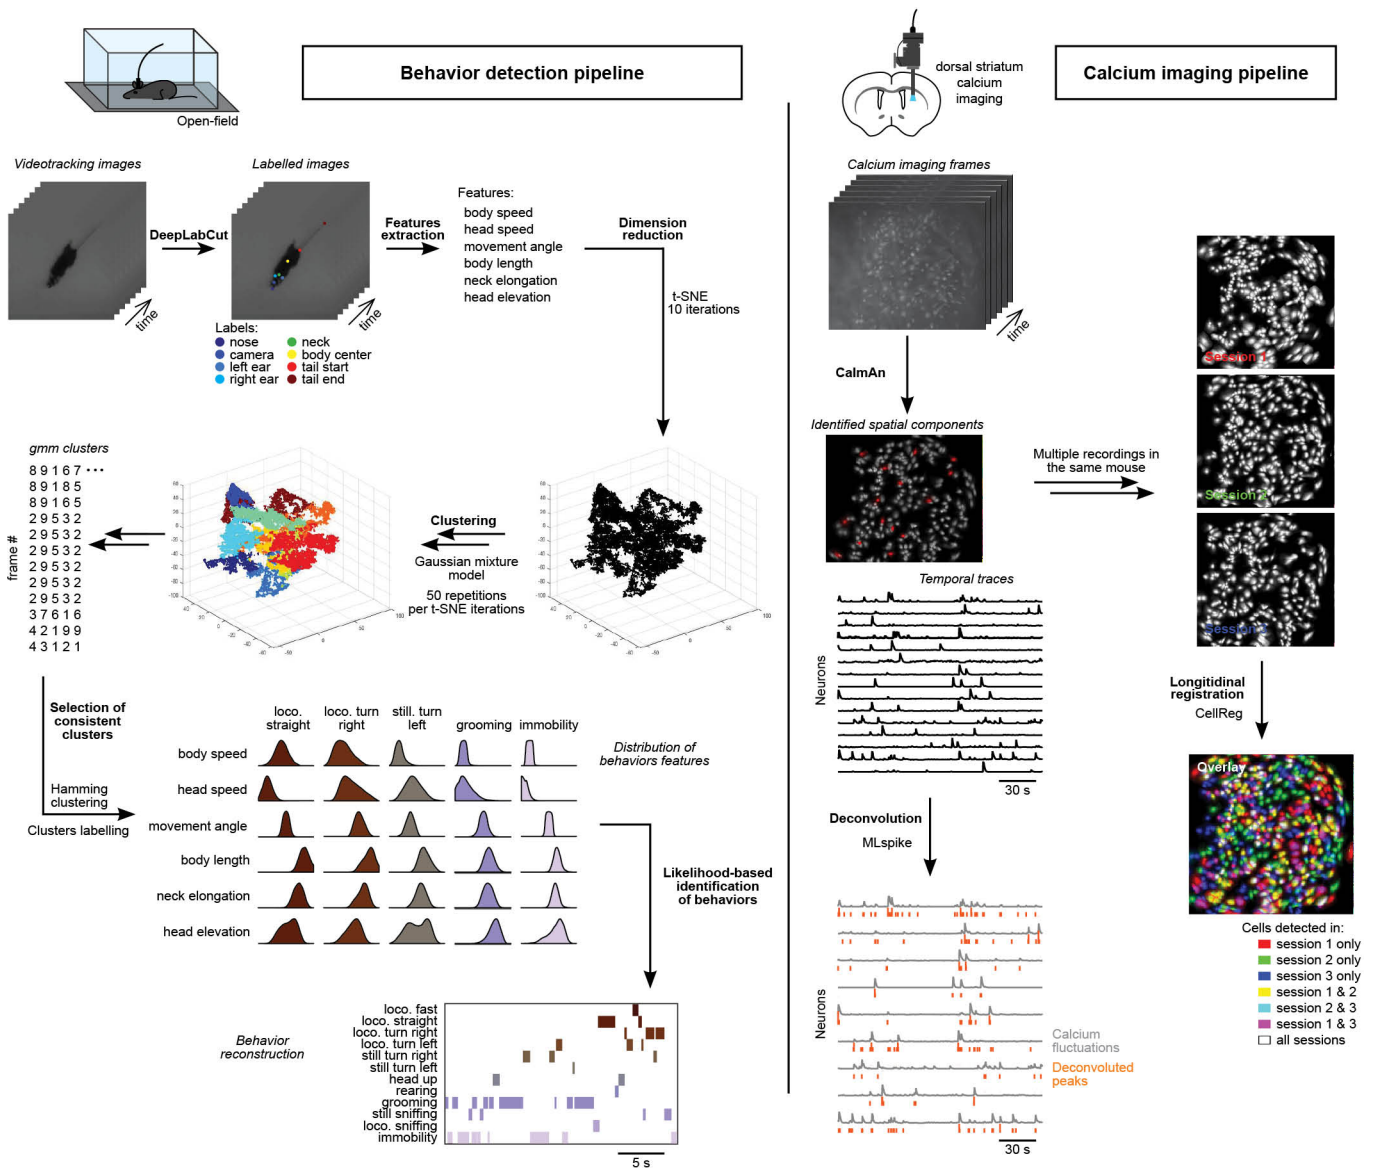 Behavior detection pipeline
Open-field
Videotracking images
Labelled images
DeepLabCut
Features
extraction
Features:
body speed
head speed
movement angle
body length
neck elongation
head elevation
Dimension
reduction
t-SNE
10 iterations
time
time
Labels:
nose
camera
left ear
right ear
neck
body center
tail start
tail end
gmm clusters
8 9 1 6 7 •••
8 9 1 8 5
8 9 1 6 5
2 9 5 3 2
2 9 5 3 2
2 9 5 3 2
2 9 5 3 2
2 9 5 3 2
2 9 5 3 2
3 7 6 1 6
4 2 1 9 9
4 3 1 2 1
frame #
Clustering
Gaussian mixture
model
50 repetitions
per t-SNE iterations
Selection of
consistent
clusters
Hamming
clustering
Clusters labelling
loco.
straight
loco. turn
right
still. turn
left
grooming
immobility
body speed
head speed
movement angle
body length
neck elongation
head elevation
Distribution of
behaviors features
Likelihood-based
identification
of behaviors
Behavior
reconstruction
loco. fast
loco. straight
loco. turn right
loco. turn left
still turn right
still turn left
head up
rearing
grooming
still sniffing
loco. sniffing
immobility
5 s
dorsal striatum
calcium
imaging
Calcium imaging pipeline
Calcium imaging frames
time
CalmAn
Identified spatial components
Multiple recordings in
the same mouse
Session 1
Session 2
Session 3
Temporal traces
Neurons
30 s
Deconvolution
MLspike
Neurons
Calcium
fluctuations
Deconvoluted
peaks
30 s
Longitidinal
registration
CellReg
Overlay
Cells detected in:
session 1 only
session 2 only
session 3 only
session 1 & 2
session 2 & 3
session 1 & 3
all sessions